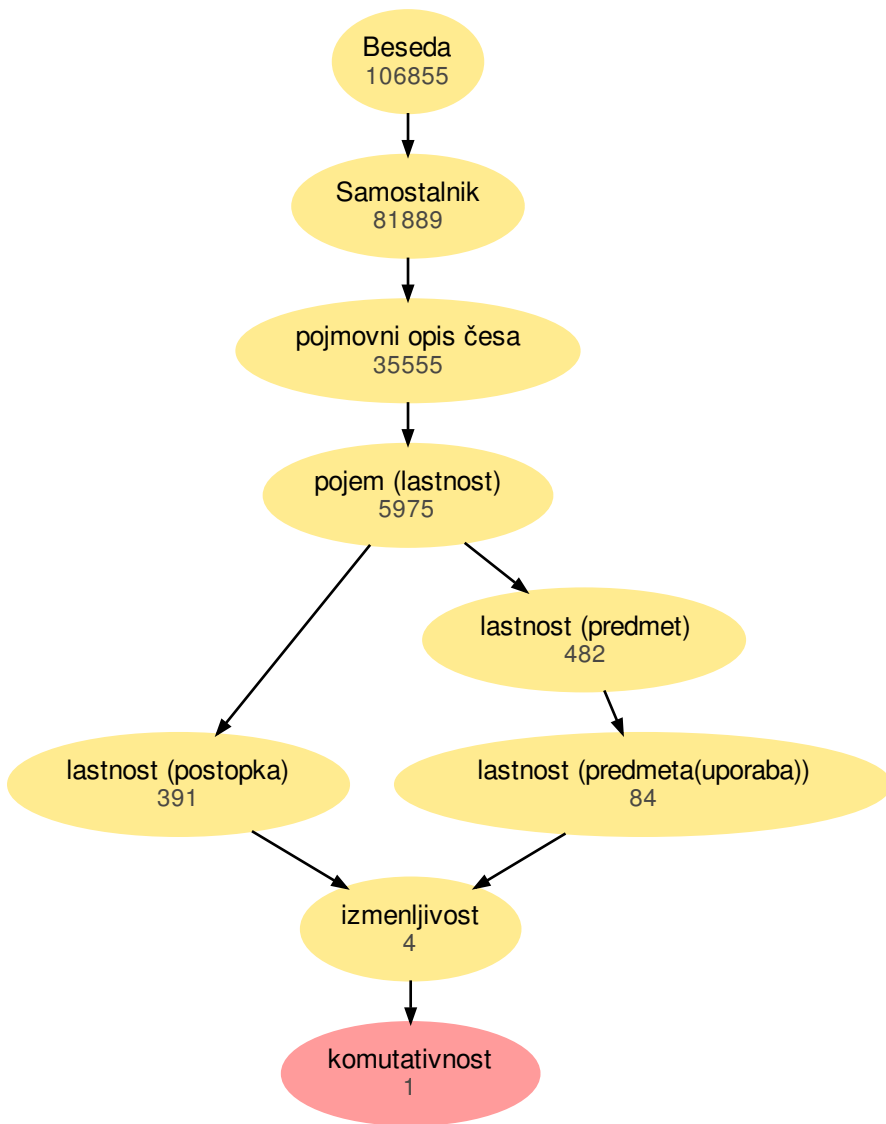 Beseda
106855
Samostalnik
81889
pojmovni opis česa
35555
pojem (lastnost)
5975
lastnost (predmet)
482
lastnost (postopka)
391
lastnost (predmeta(uporaba))
84
izmenljivost
4
komutativnost
1